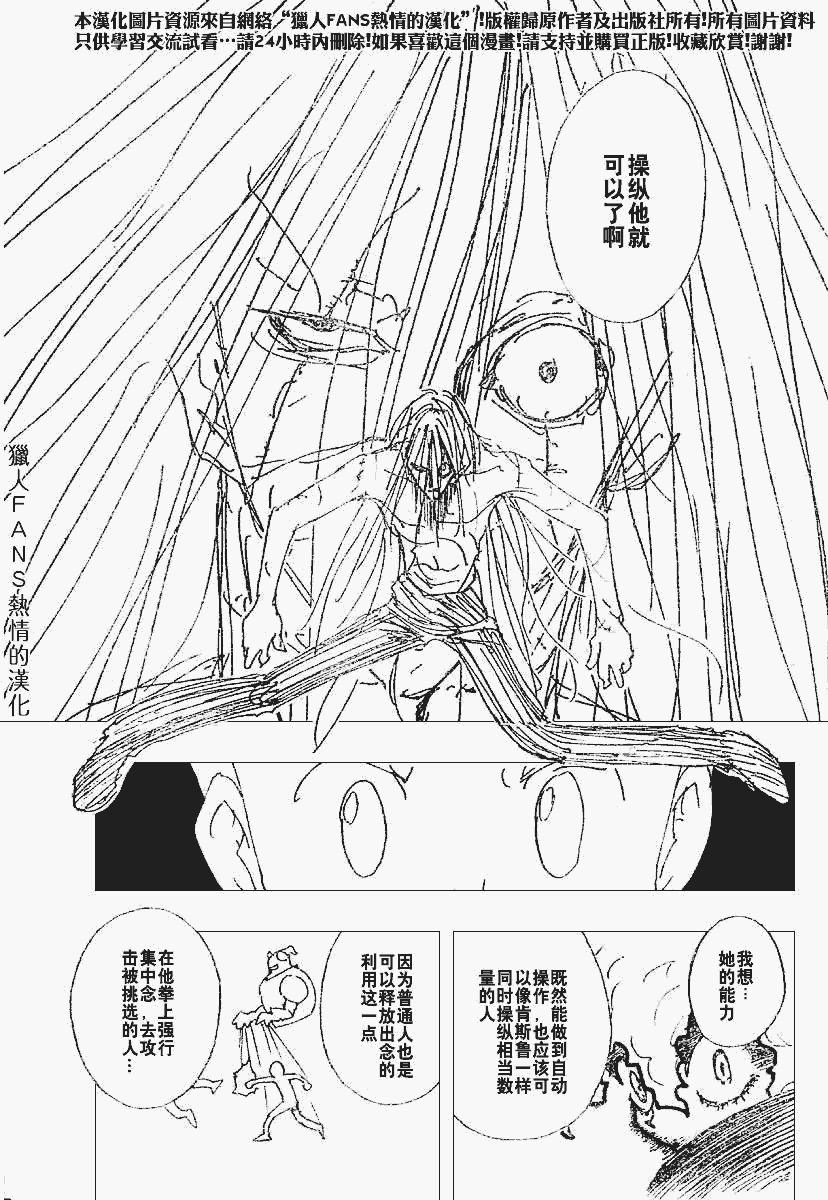 本漢化圖片資源來自網絡“獵人FANS熱情的漢化”!版權歸原作者及出版社所有!所有圖片資料
只供學習交流試看…請24小時內刪除!如果喜歡這個漫畫!請支持並購買正版!收藏欣賞!謝謝!
操纵他就
可以了啊
獵人FANS熱情的漢化
我想…
她的能力
既然能做到自动
操作,也应该可
以像肯斯鲁一样
同时操纵相当数
量的人
因为普通人也是
可以释放出念的
利用这一点
在他拳上强行
集中念,去攻
击被挑选的人…